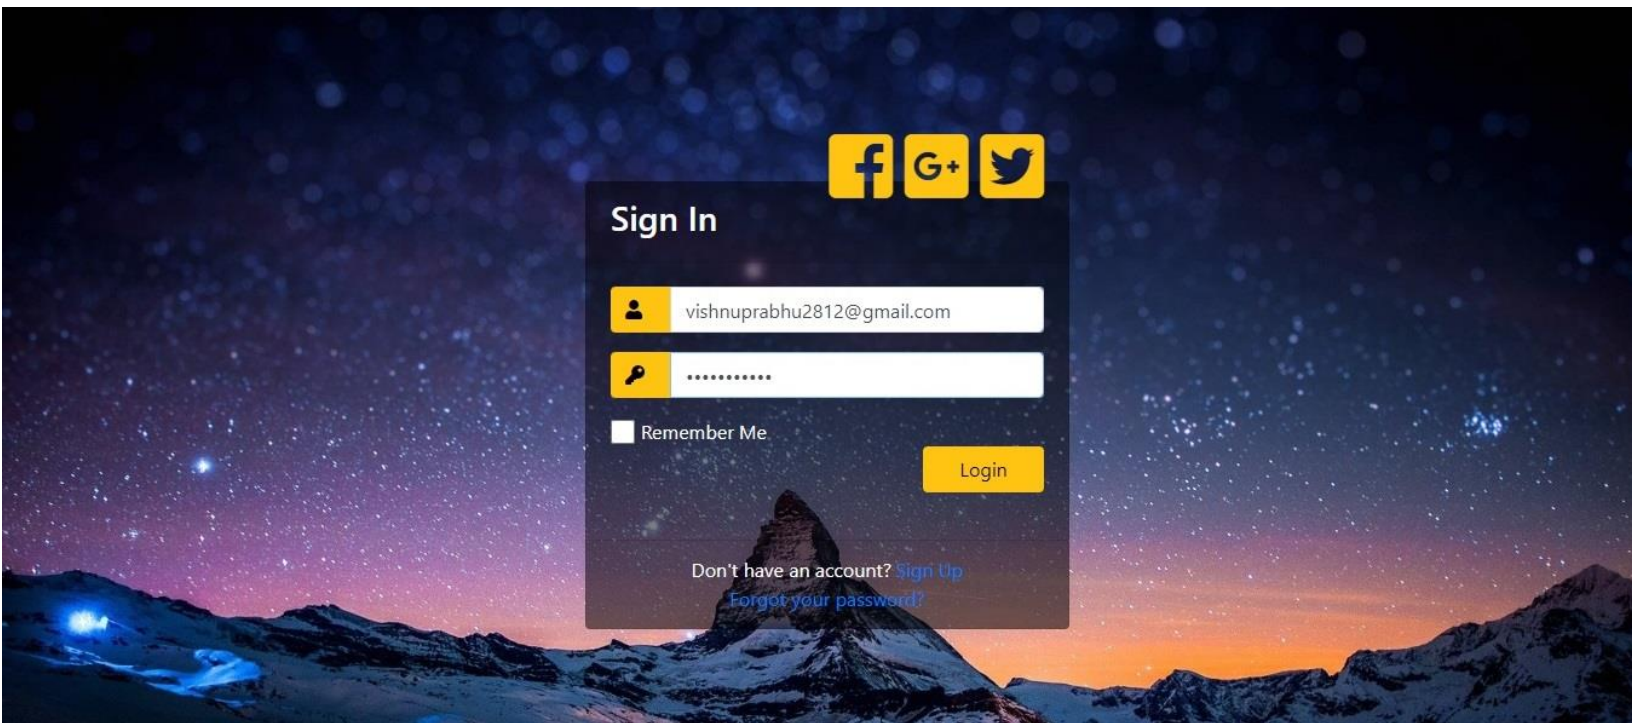 G+
Sign In
vishnuprabhu2812@gmail.com
•••••••••••
Remember Me
Login
Don't have an account? Sign Up
Forgot your password?